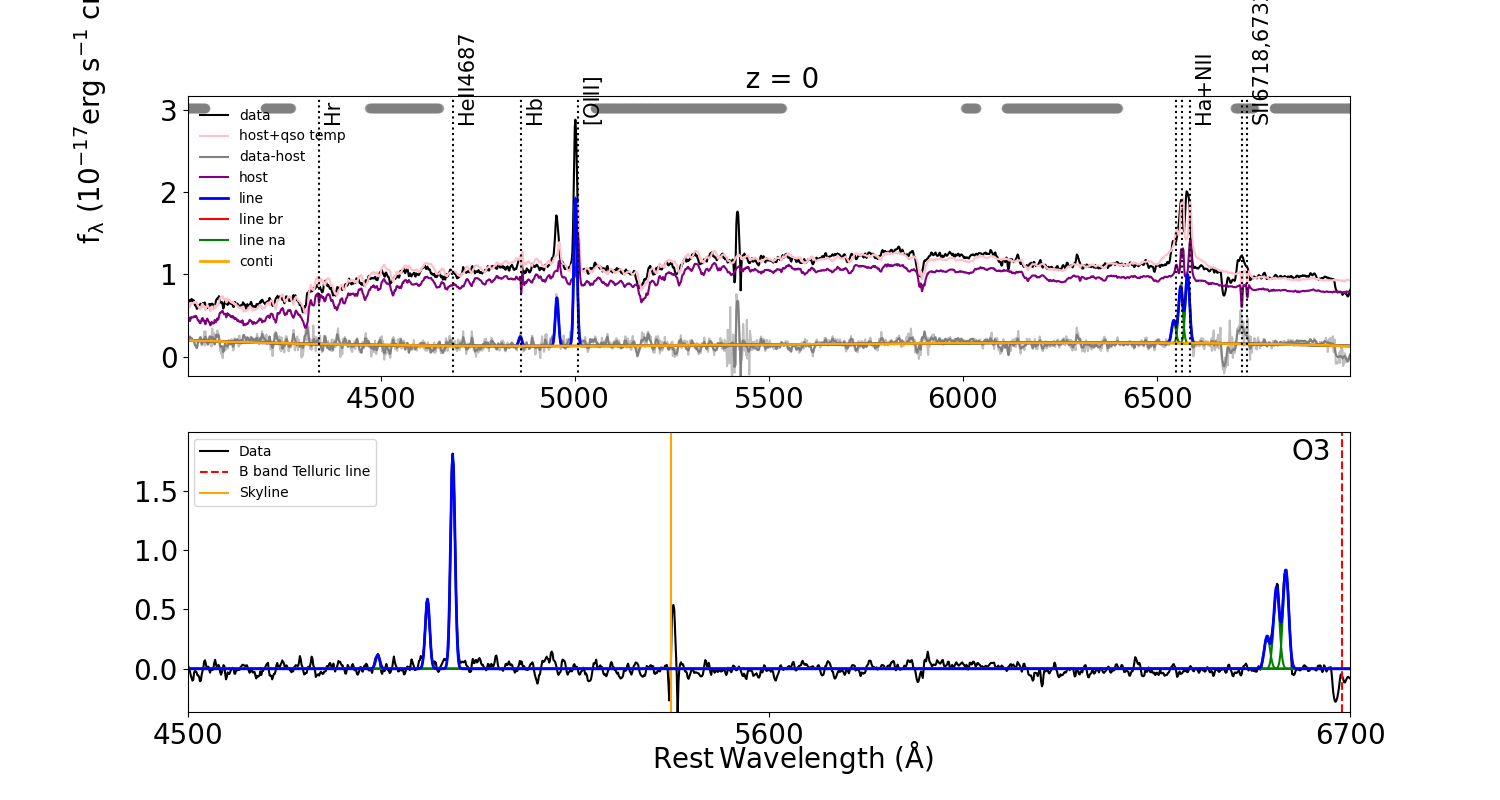 z = 0
fλ (10−17erg s−1 c
Hr
HeII4687
Hb
[OIII]
Ha+NII
SII6718,673
3
2
1
0
data
host+qso temp
data-host
host
line
line br
line na
conti
4500 5000 5500 6000 6500
O3
Data
B band Telluric line
Skyline
1.5
1.0
0.5
0.0
4500 5600 6700
Rest Wavelength (Å)